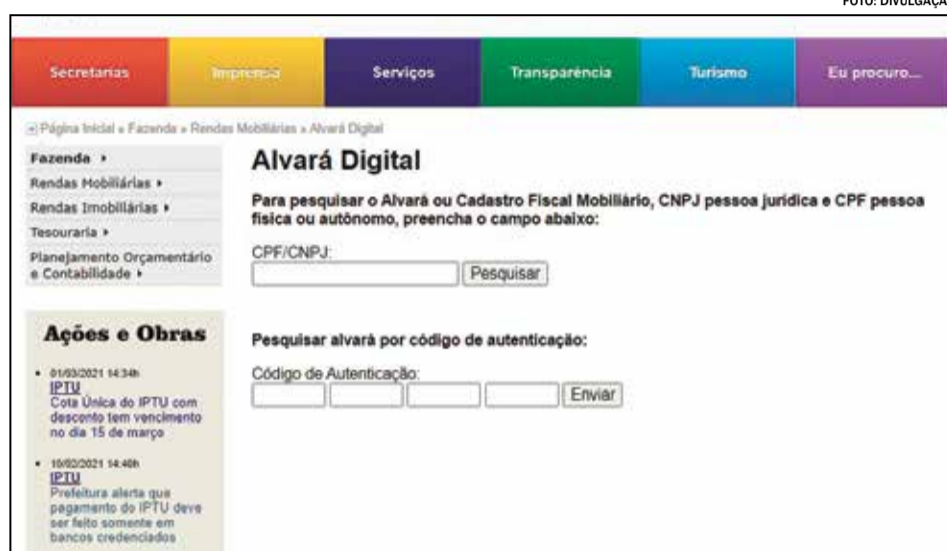 FOTO: DIVULGAÇÃ
Secretarias
Imprensa
Serviços
Transparência
Turismo
Eu procuro...
Página Inicial » Fazenda » Rendas Mobiliárias » Alvará Digital
Fazenda
Rendas Mobiliárias
Rendas Imobiliárias
Tesouraria
Planejamento Orçamentário
e Contabilidade
Ações e Obras
01/03/2021 14:34h
IPTU
Cota Única do IPTU com
desconto tem vencimento
no dia 15 de março
10/02/2021 14:40h
IPTU
Prefeitura alerta que
pagamento do IPTU deve
ser feito somente em
bancos credenciados
Alvará Digital
Para pesquisar o Alvará ou Cadastro Fiscal Mobiliário, CNPJ pessoa jurídica e CPF pessoa
física ou autônomo, preencha o campo abaixo:
CPF/CNPJ:
Pesquisar
Pesquisar alvará por código de autenticação:
Código de Autenticação:
Enviar